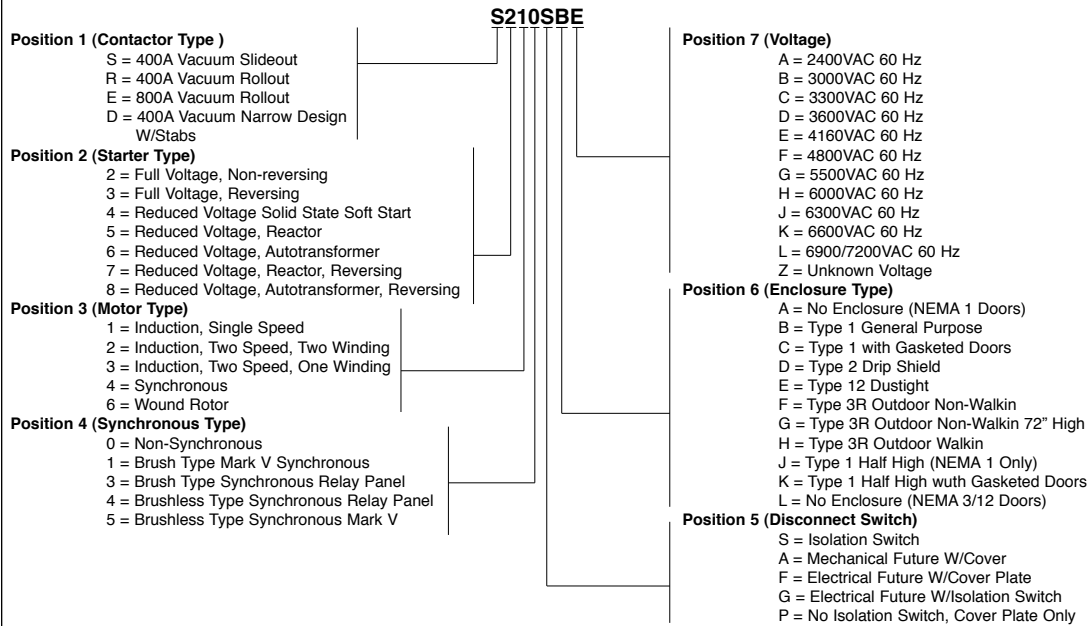 S210SBE
Position 1 (Contactor Type )
S = 400A Vacuum Slideout
R = 400A Vacuum Rollout
E = 800A Vacuum Rollout
D = 400A Vacuum Narrow Design
W/Stabs
Position 2 (Starter Type)
2 = Full Voltage, Non-reversing
3 = Full Voltage, Reversing
4 = Reduced Voltage Solid State Soft Start
5 = Reduced Voltage, Reactor
6 = Reduced Voltage, Autotransformer
7 = Reduced Voltage, Reactor, Reversing
8 = Reduced Voltage, Autotransformer, Reversing
Position 3 (Motor Type)
1 = Induction, Single Speed
2 = Induction, Two Speed, Two Winding
3 = Induction, Two Speed, One Winding
4 = Synchronous
6 = Wound Rotor
Position 4 (Synchronous Type)
0 = Non-Synchronous
1 = Brush Type Mark V Synchronous
3 = Brush Type Synchronous Relay Panel
4 = Brushless Type Synchronous Relay Panel
5 = Brushless Type Synchronous Mark V
Position 7 (Voltage)
A = 2400VAC 60 Hz
B = 3000VAC 60 Hz
C = 3300VAC 60 Hz
D = 3600VAC 60 Hz
E = 4160VAC 60 Hz
F = 4800VAC 60 Hz
G = 5500VAC 60 Hz
H = 6000VAC 60 Hz
J = 6300VAC 60 Hz
K = 6600VAC 60 Hz
L = 6900/7200VAC 60 Hz
Z = Unknown Voltage
Position 6 (Enclosure Type)
A = No Enclosure (NEMA 1 Doors)
B = Type 1 General Purpose
C = Type 1 with Gasketed Doors
D = Type 2 Drip Shield
E = Type 12 Dustight
F = Type 3R Outdoor Non-Walkin
G = Type 3R Outdoor Non-Walkin 72” High
H = Type 3R Outdoor Walkin
J = Type 1 Half High (NEMA 1 Only)
K = Type 1 Half High wuth Gasketed Doors
L = No Enclosure (NEMA 3/12 Doors)
Position 5 (Disconnect Switch)
S = Isolation Switch
A = Mechanical Future W/Cover
F = Electrical Future W/Cover Plate
G = Electrical Future W/Isolation Switch
P = No Isolation Switch, Cover Plate Only